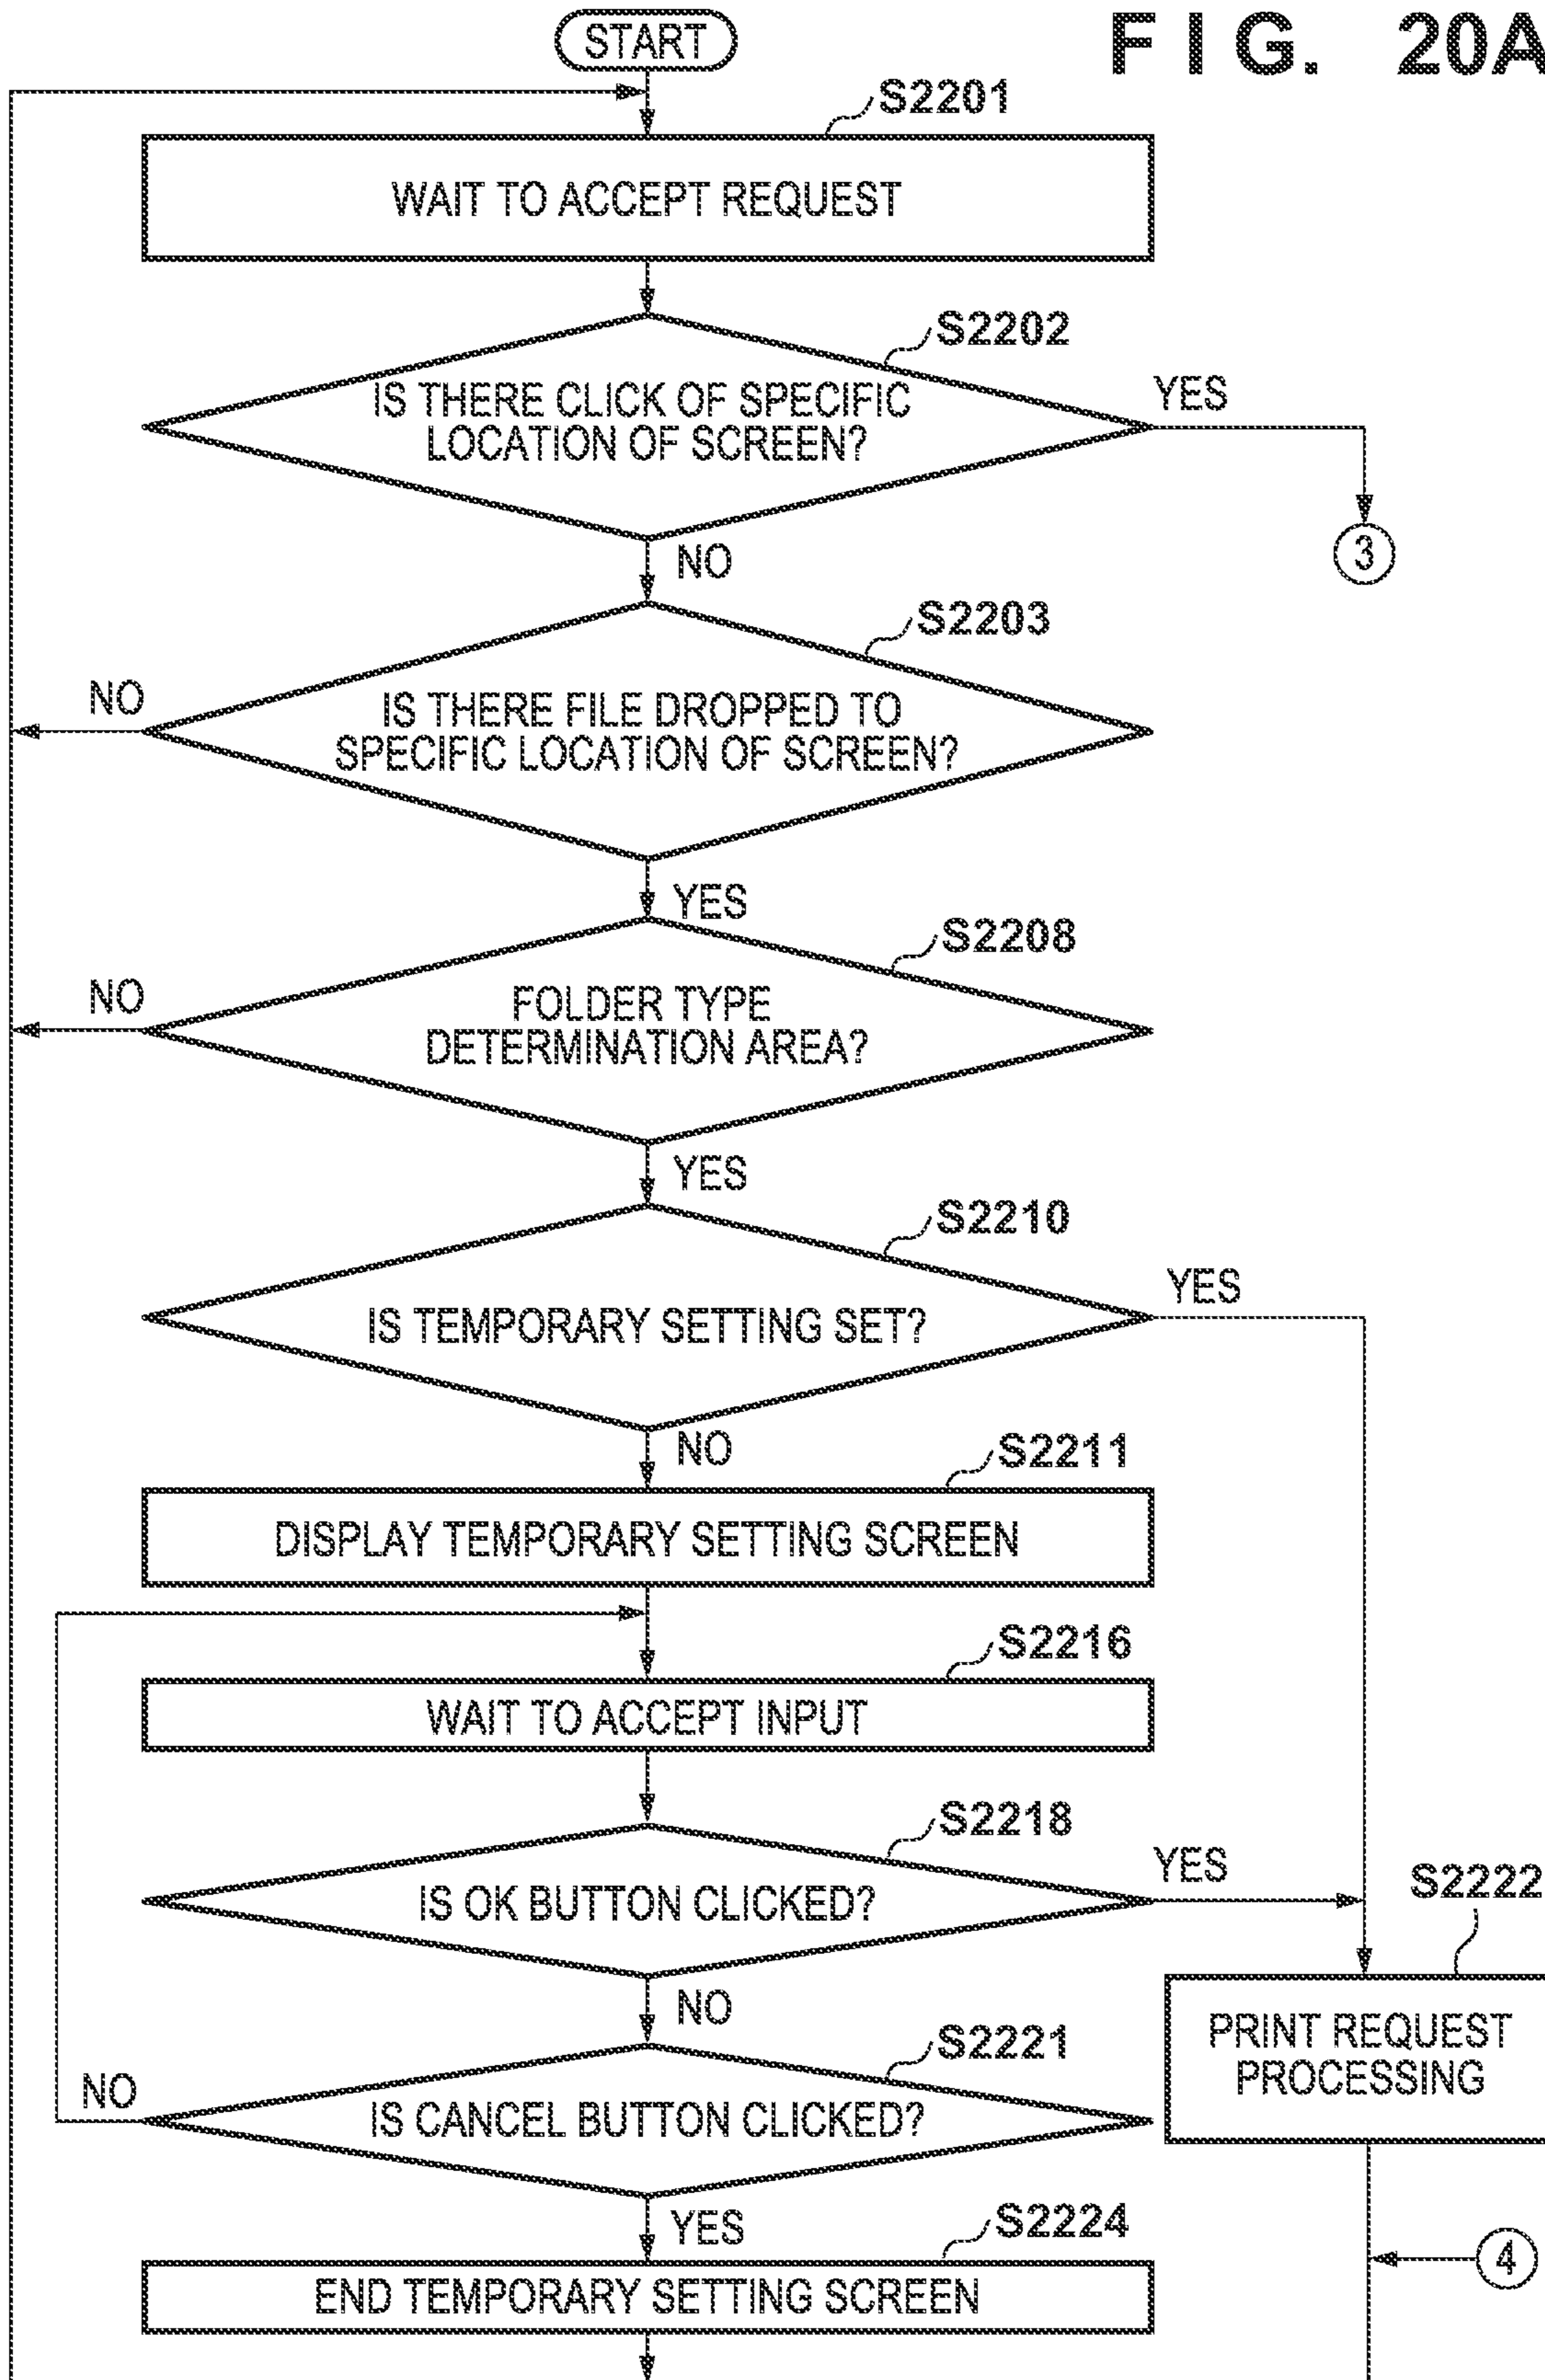 FIG. 20A
START
S2201
WAIT TO ACCEPT REQUEST
S2202
IS THERE CLICK OF SPECIFIC
LOCATION OF SCREEN?
YES
3
NO
S2203
NO
IS THERE FILE DROPPED TO
SPECIFIC LOCATION OF SCREEN?
YES
S2208
NO
FOLDER TYPE
DETERMINATION AREA?
YES
S2210
YES
IS TEMPORARY SETTING SET?
NO
S2211
DISPLAY TEMPORARY SETTING SCREEN
S2216
WAIT TO ACCEPT INPUT
S2218
YES
IS OK BUTTON CLICKED?
S2222
NO
PRINT REQUEST
PROCESSING
S2221
NO
IS CANCEL BUTTON CLICKED?
YES
S2224
4
END TEMPORARY SETTING SCREEN